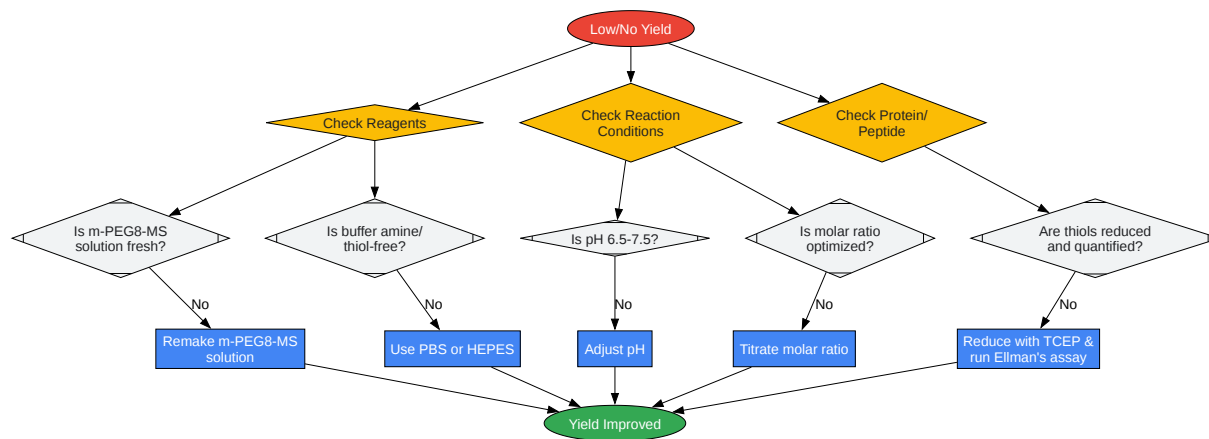 Low/No Yield
Check Reagents
Check Reaction
Conditions
Check Protein/
Peptide
Is m-PEG8-MS
solution fresh?
Is buffer amine/
thiol-free?
Is pH 6.5-7.5?
Is molar ratio
optimized?
Are thiols reduced
and quantified?
No
No
No
No
No
Remake m-PEG8-MS
solution
Use PBS or HEPES
Adjust pH
Titrate molar ratio
Reduce with TCEP &
run Ellman's assay
Yield Improved